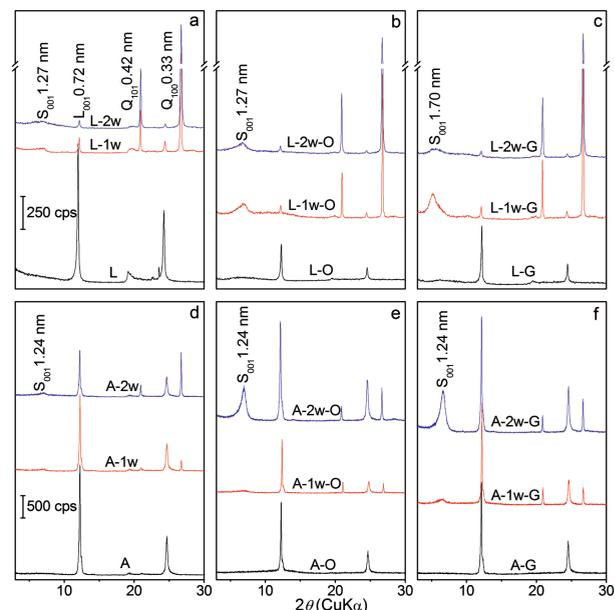 a
S001 1.27 nm
L001 0.72 nm
Q101 0.42 nm
Q100 0.33 nm
L-2w
L-1w
250 cps
L
b
S001 1.27 nm
L-2w-O
L-1w-O
L-O
c
S001 1.70 nm
L-2w-G
L-1w-G
L-G
d
S001 1.24 nm
A-2w
A-1w
500 cps
A
10 20 30
e
S001 1.24 nm
A-2w-O
A-1w-O
A-O
10 20 30
f
S001 1.24 nm
A-2w-G
A-1w-G
A-G
10 20 30
2θ (CuKα)